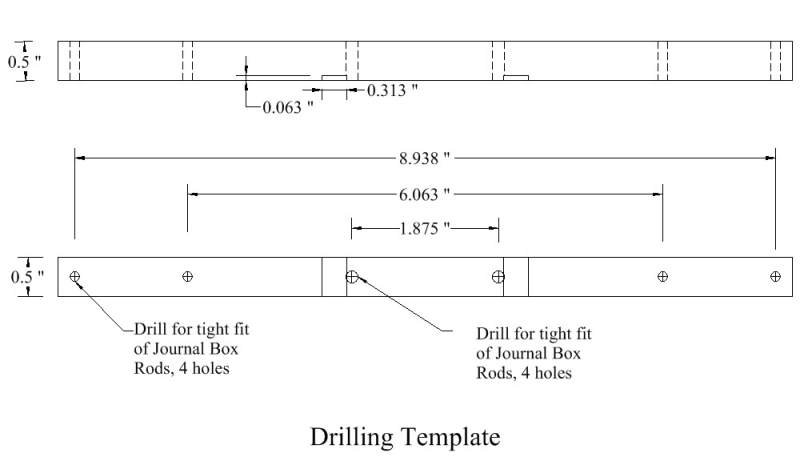 0.5 "
0.313 "
0.063 "
8.938 "
6.063 "
1.875 "
0.5 "
Drill for tight fit
of Journal Box
Rods, 4 holes
Drill for tight fit
of Journal Box
Rods, 4 holes
Drilling Template